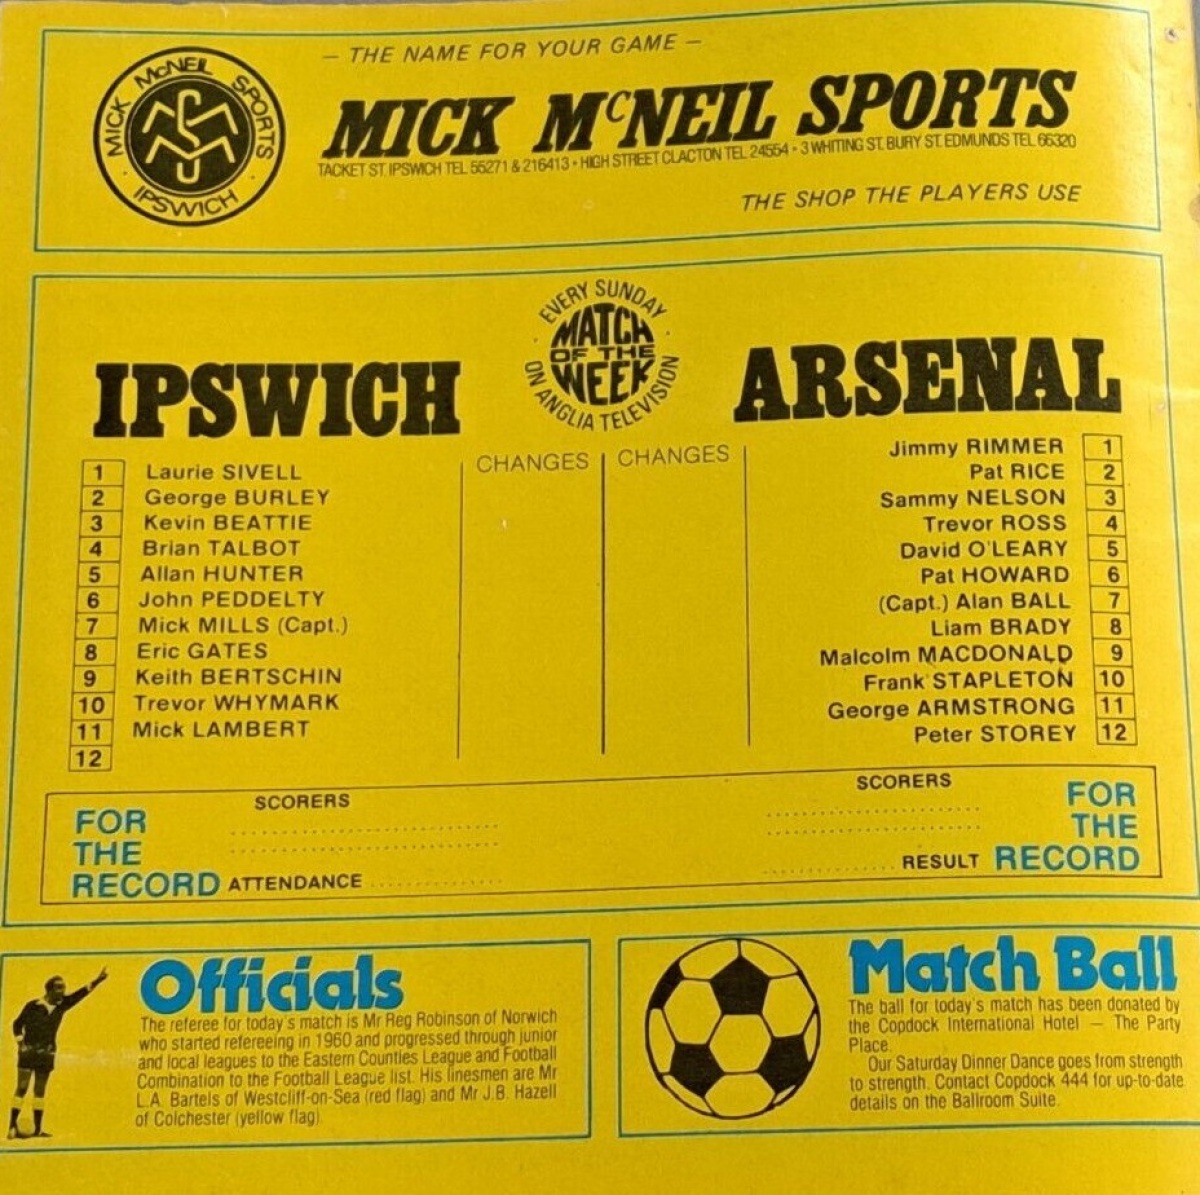 — THE NAME FOR YOUR GAME —
MICK McNEIL SPORTS
IPSWICH
MICK McNEIL SPORTS
TACKET ST. IPSWICH TEL 55271 & 216413 • HIGH STREET CLACTON TEL 24554 • 3 WHITING ST. BURY ST. EDMUNDS TEL 66320
THE SHOP THE PLAYERS USE
EVERY SUNDAY
MATCH
OF THE
WEEK
ON ANGLIA TELEVISION
IPSWICH
ARSENAL
CHANGES
CHANGES
1 Laurie SIVELL
2 George BURLEY
3 Kevin BEATTIE
4 Brian TALBOT
5 Allan HUNTER
6 John PEDDELTY
7 Mick MILLS (Capt.)
8 Eric GATES
9 Keith BERTSCHIN
10 Trevor WHYMARK
11 Mick LAMBERT
12
Jimmy RIMMER 1
Pat RICE 2
Sammy NELSON 3
Trevor ROSS 4
David O'LEARY 5
Pat HOWARD 6
(Capt.) Alan BALL 7
Liam BRADY 8
Malcolm MACDONALD 9
Frank STAPLETON 10
George ARMSTRONG 11
Peter STOREY 12
FOR
THE
RECORD
SCORERS
ATTENDANCE
SCORERS
RESULT
FOR
THE
RECORD
Officials
The referee for today's match is Mr Reg Robinson of Norwich
who started refereeing in 1960 and progressed through junior
and local leagues to the Eastern Counties League and Football
Combination to the Football League list. His linesmen are Mr
L.A. Bartels of Westcliff-on-Sea (red flag) and Mr J.B. Hazell
of Colchester (yellow flag).
Match Ball
The ball for today's match has been donated by
the Copdock International Hotel — The Party
Place.
Our Saturday Dinner Dance goes from strength
to strength. Contact Copdock 444 for up-to-date
details on the Ballroom Suite.